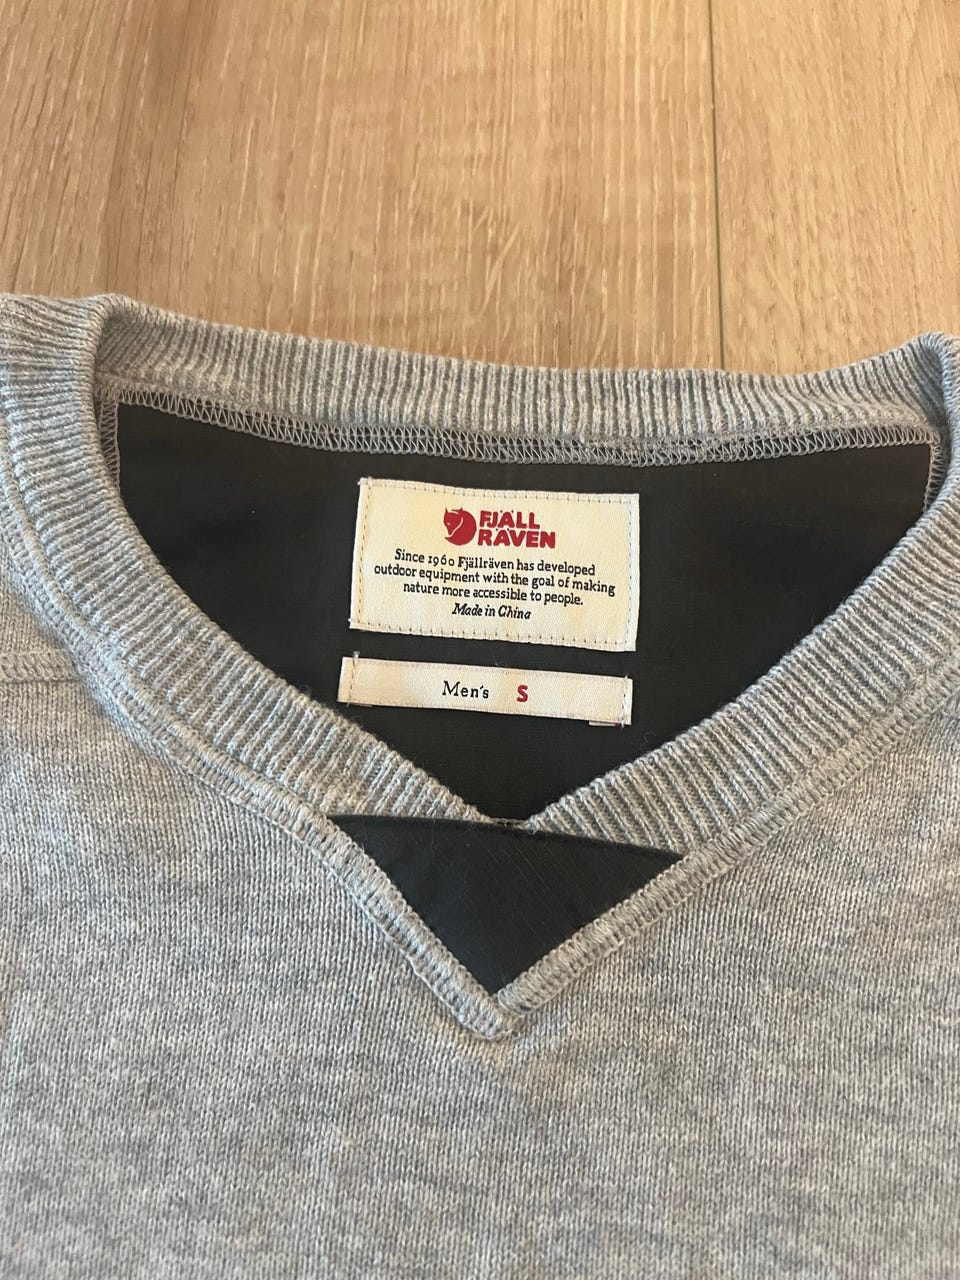 FJÄLL
RÄVEN
Since 1960 Fjällräven has developed
outdoor equipment with the goal of making
nature more accessible to people.
Made in China
Men's S